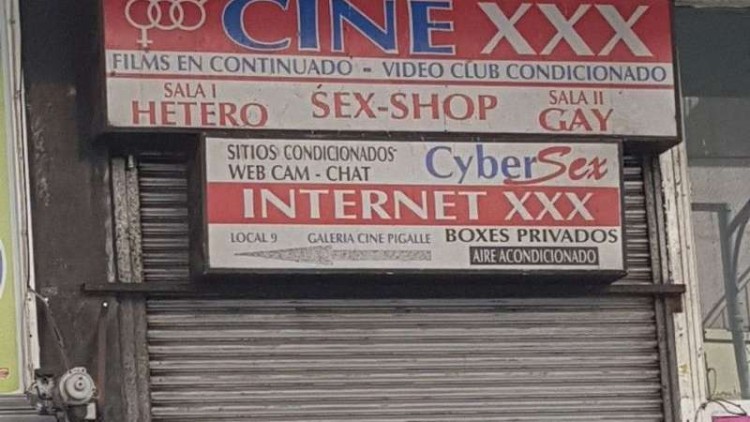 CINE XXX
FILMS EN CONTINUADO - VIDEO CLUB CONDICIONADO
SALA I
HETERO
SEX-SHOP
SALA II
GAY
SITIOS CONDICIONADOS
WEB CAM - CHAT
CyberSex
INTERNET XXX
LOCAL 9 GALERIA CINE PIGALLE
BOXES PRIVADOS
AIRE ACONDICIONADO